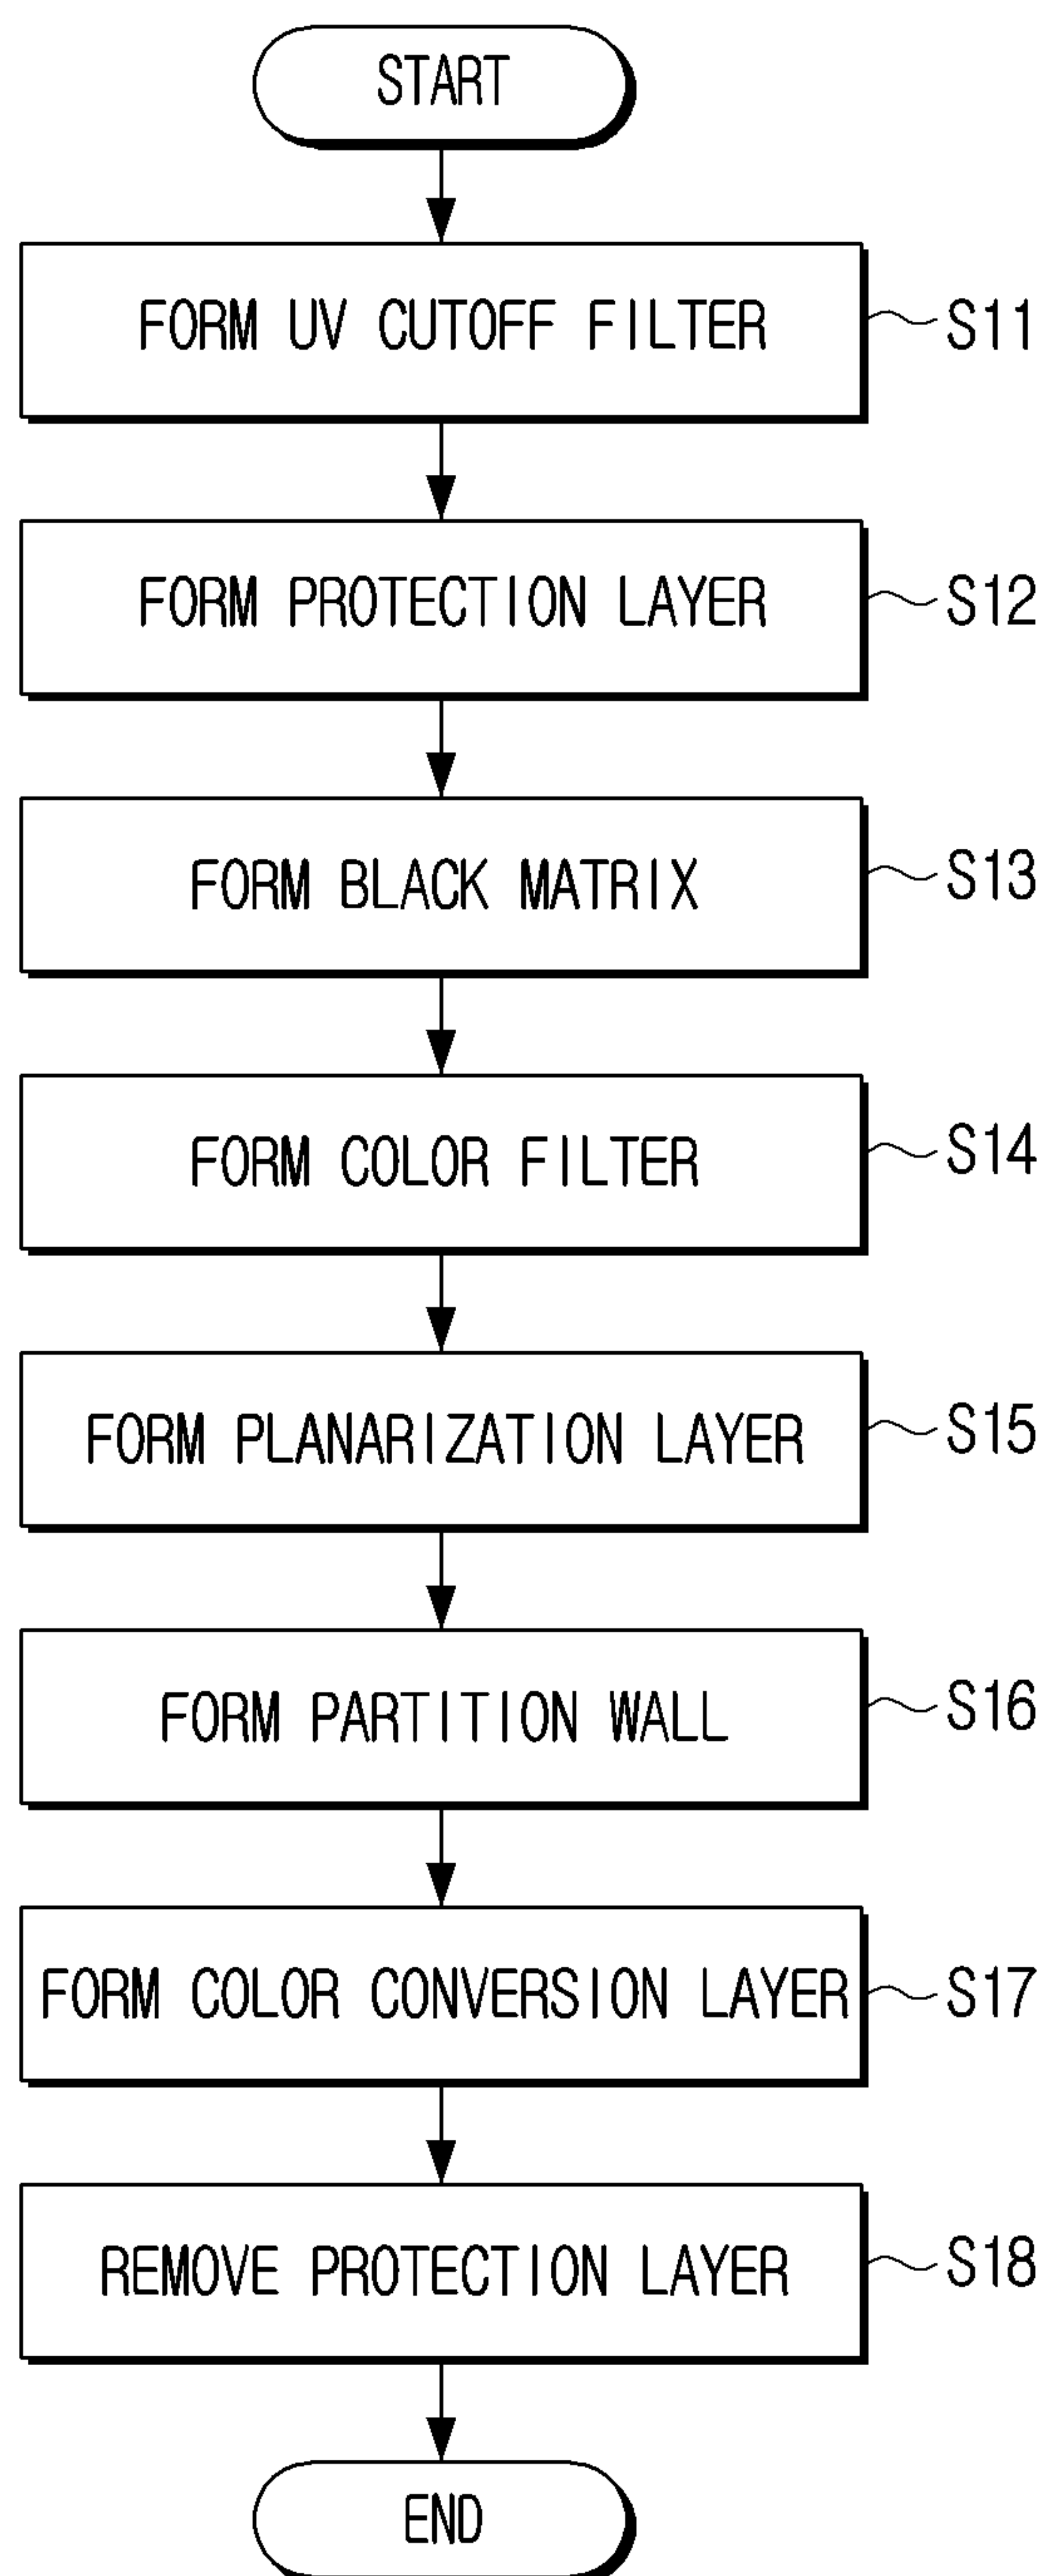 START
FORM UV CUTOFF FILTER
S11
FORM PROTECTION LAYER
S12
FORM BLACK MATRIX
S13
FORM COLOR FILTER
S14
FORM PLANARIZATION LAYER
S15
FORM PARTITION WALL
S16
FORM COLOR CONVERSION LAYER
S17
REMOVE PROTECTION LAYER
S18
END